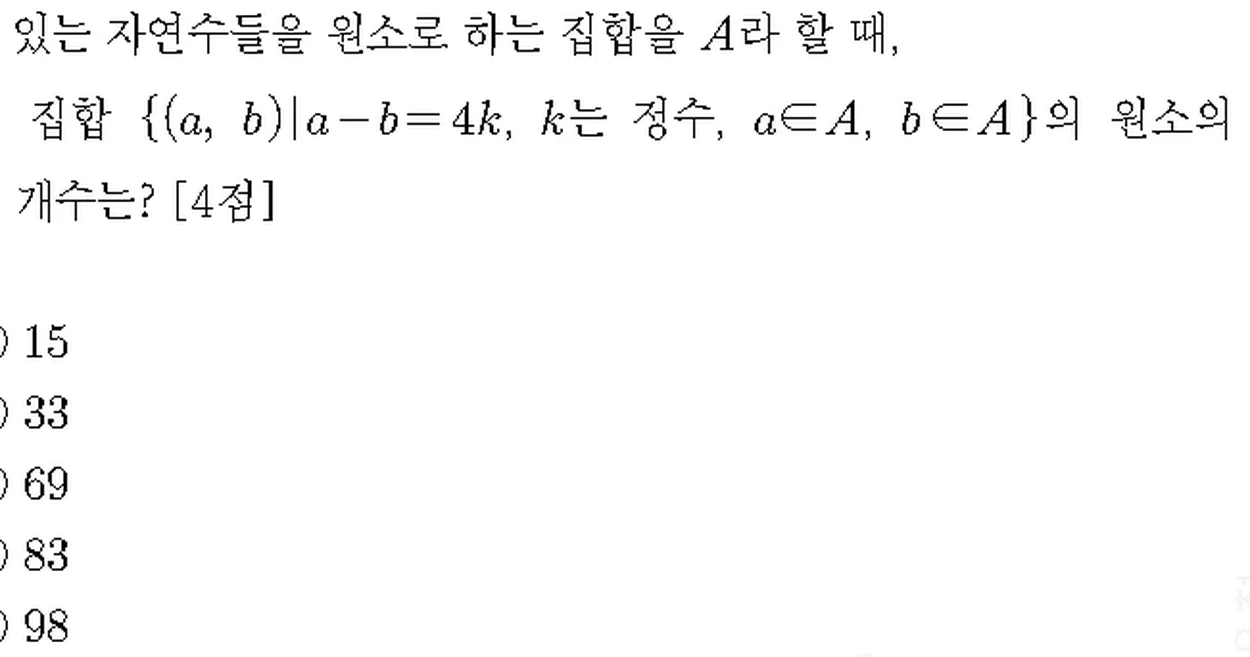 있는 자연수들을 원소로 하는 집합을 A라 할 때,
집합 {(a, b)|a-b=4k, k는 정수, a∈A, b∈A}의 원소의
개수는? [4점]
) 15
) 33
) 69
) 83
) 98